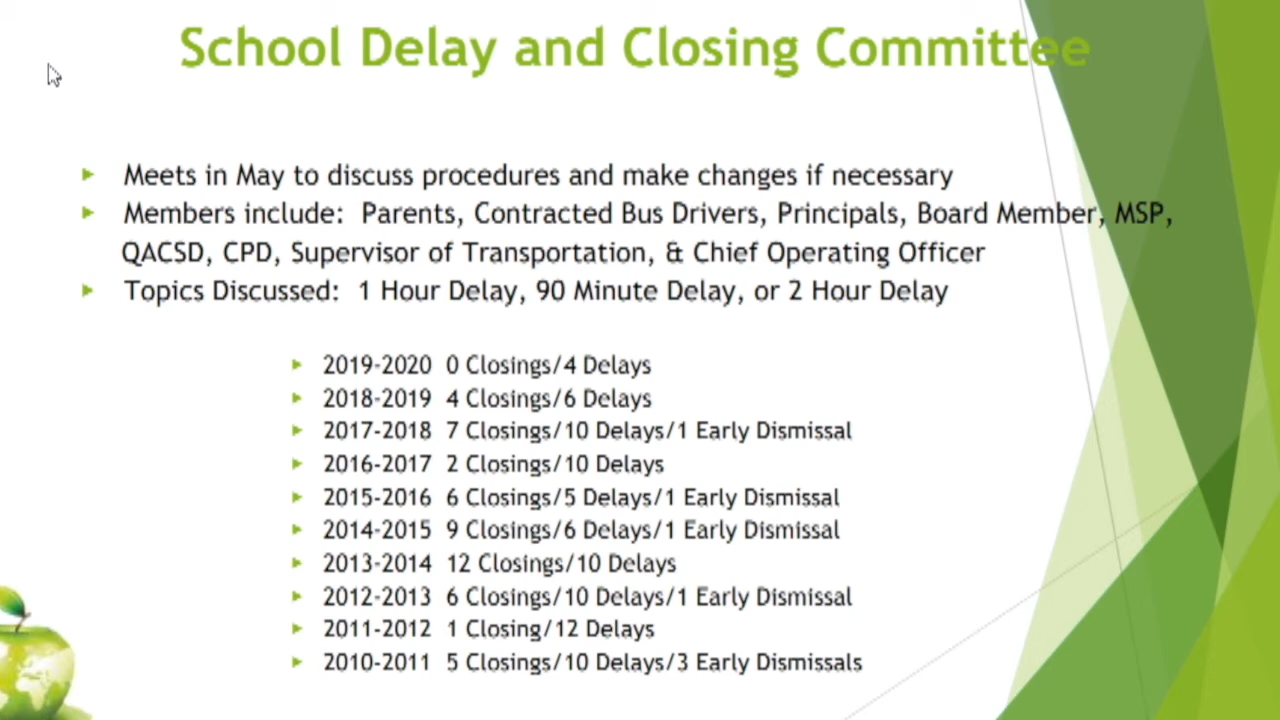 School Delay and Closing Committee
Meets in May to discuss procedures and make changes if necessary
Members include: Parents, Contracted Bus Drivers, Principals, Board Member, MSP,
QACSD, CPD, Supervisor of Transportation, & Chief Operating Officer
Topics Discussed: 1 Hour Delay, 90 Minute Delay, or 2 Hour Delay
2019-2020 0 Closings/4 Delays
2018-2019 4 Closings/6 Delays
2017-2018 7 Closings/10 Delays/1 Early Dismissal
2016-2017 2 Closings/10 Delays
2015-2016 6 Closings/5 Delays/1 Early Dismissal
2014-2015 9 Closings/6 Delays/1 Early Dismissal
2013-2014 12 Closings/10 Delays
2012-2013 6 Closings/10 Delays/1 Early Dismissal
2011-2012 1 Closing/12 Delays
2010-2011 5 Closings/10 Delays/3 Early Dismissals